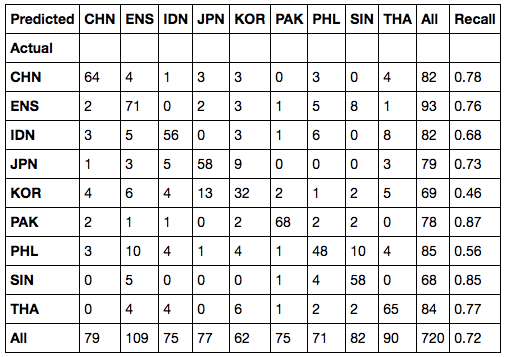 Predicted CHN ENS IDN JPN KOR PAK PHL SIN THA All Recall
Actual
CHN 64 4 1 3 3 0 3 0 4 82 0.78
ENS 2 71 0 2 3 1 5 8 1 93 0.76
IDN 3 5 56 0 3 1 6 0 8 82 0.68
JPN 1 3 5 58 9 0 0 0 3 79 0.73
KOR 4 6 4 13 32 2 1 2 5 69 0.46
PAK 2 1 1 0 2 68 2 2 0 78 0.87
PHL 3 10 4 1 4 1 48 10 4 85 0.56
SIN 0 5 0 0 0 1 4 58 0 68 0.85
THA 0 4 4 0 6 1 2 2 65 84 0.77
All 79 109 75 77 62 75 71 82 90 720 0.72